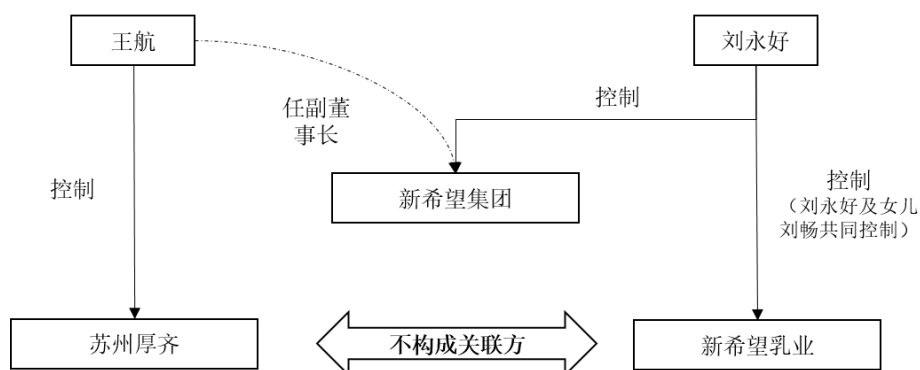 王航
刘永好
任副董
事长
控制
控制
新希望集团
控制
（刘永好及女儿
刘畅共同控制）
苏州厚齐
不构成关联方
新希望乳业